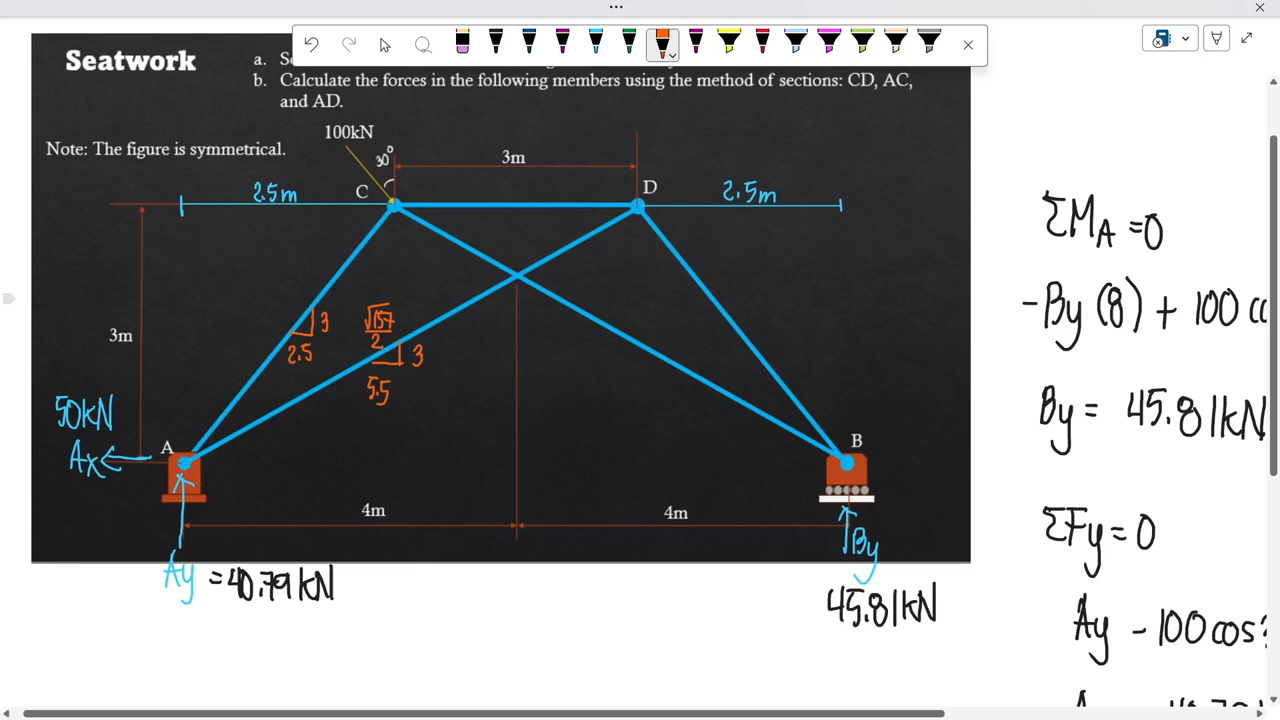 Seatwork
b. Calculate the forces in the following members using the method of sections: CD, AC,
and AD.
Note: The figure is symmetrical.
100kN
30°
3m
C
D
2.5m
2.5m
3m
3
2.5
√157
2
3
5.5
50kN
Ax
A
B
4m
4m
Ay = 40.79kN
By
45.81kN
ΣM_A = 0
-By (8) + 100
By = 45.81kN
ΣFy = 0
Ay - 100cos